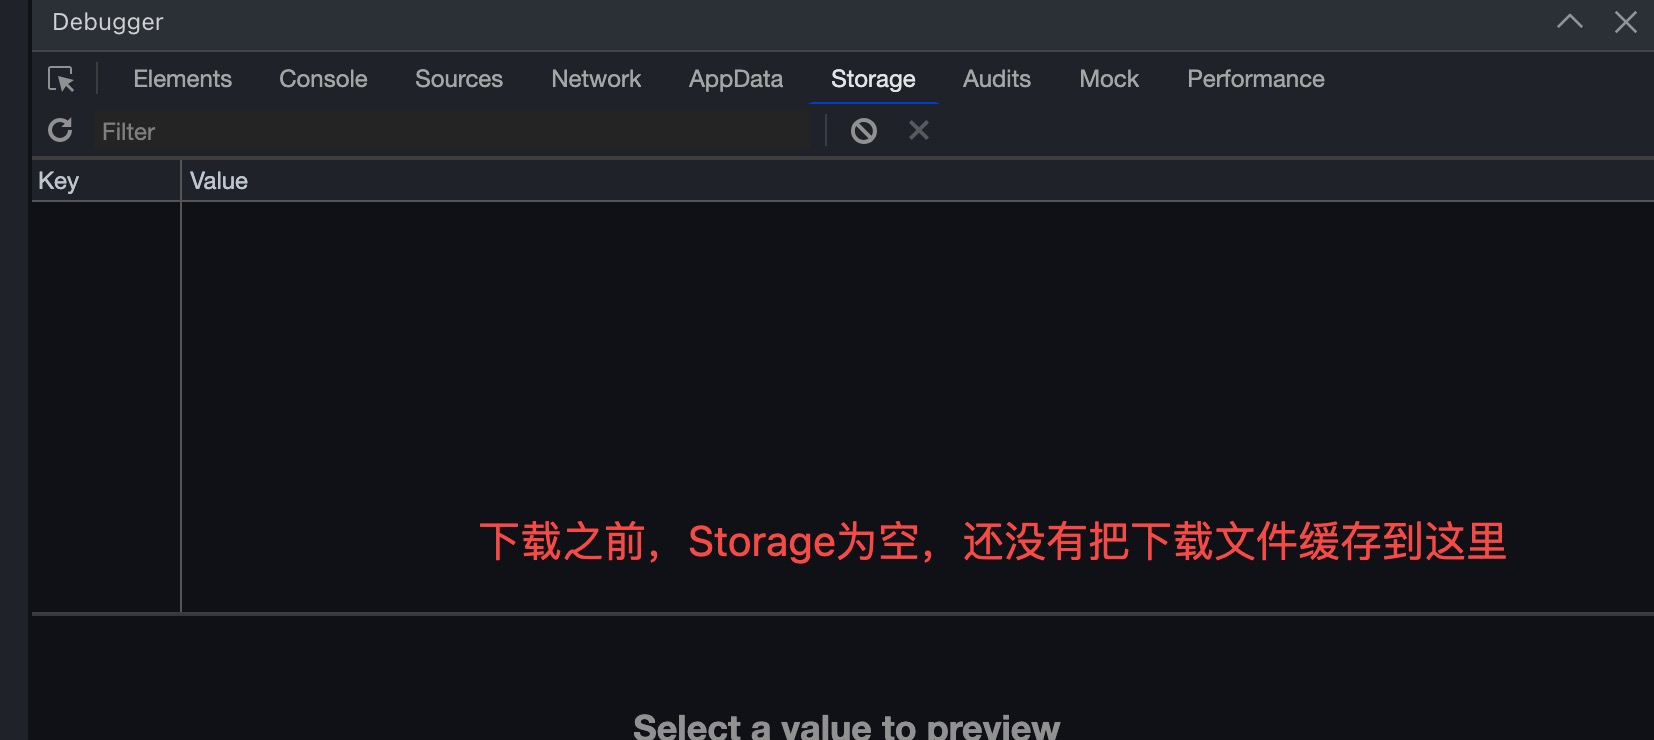 Debugger
Elements Console Sources Network AppData Storage Audits Mock Performance
Filter
Key Value
下载之前，Storage为空，还没有把下载文件缓存到这里
Select a value to preview